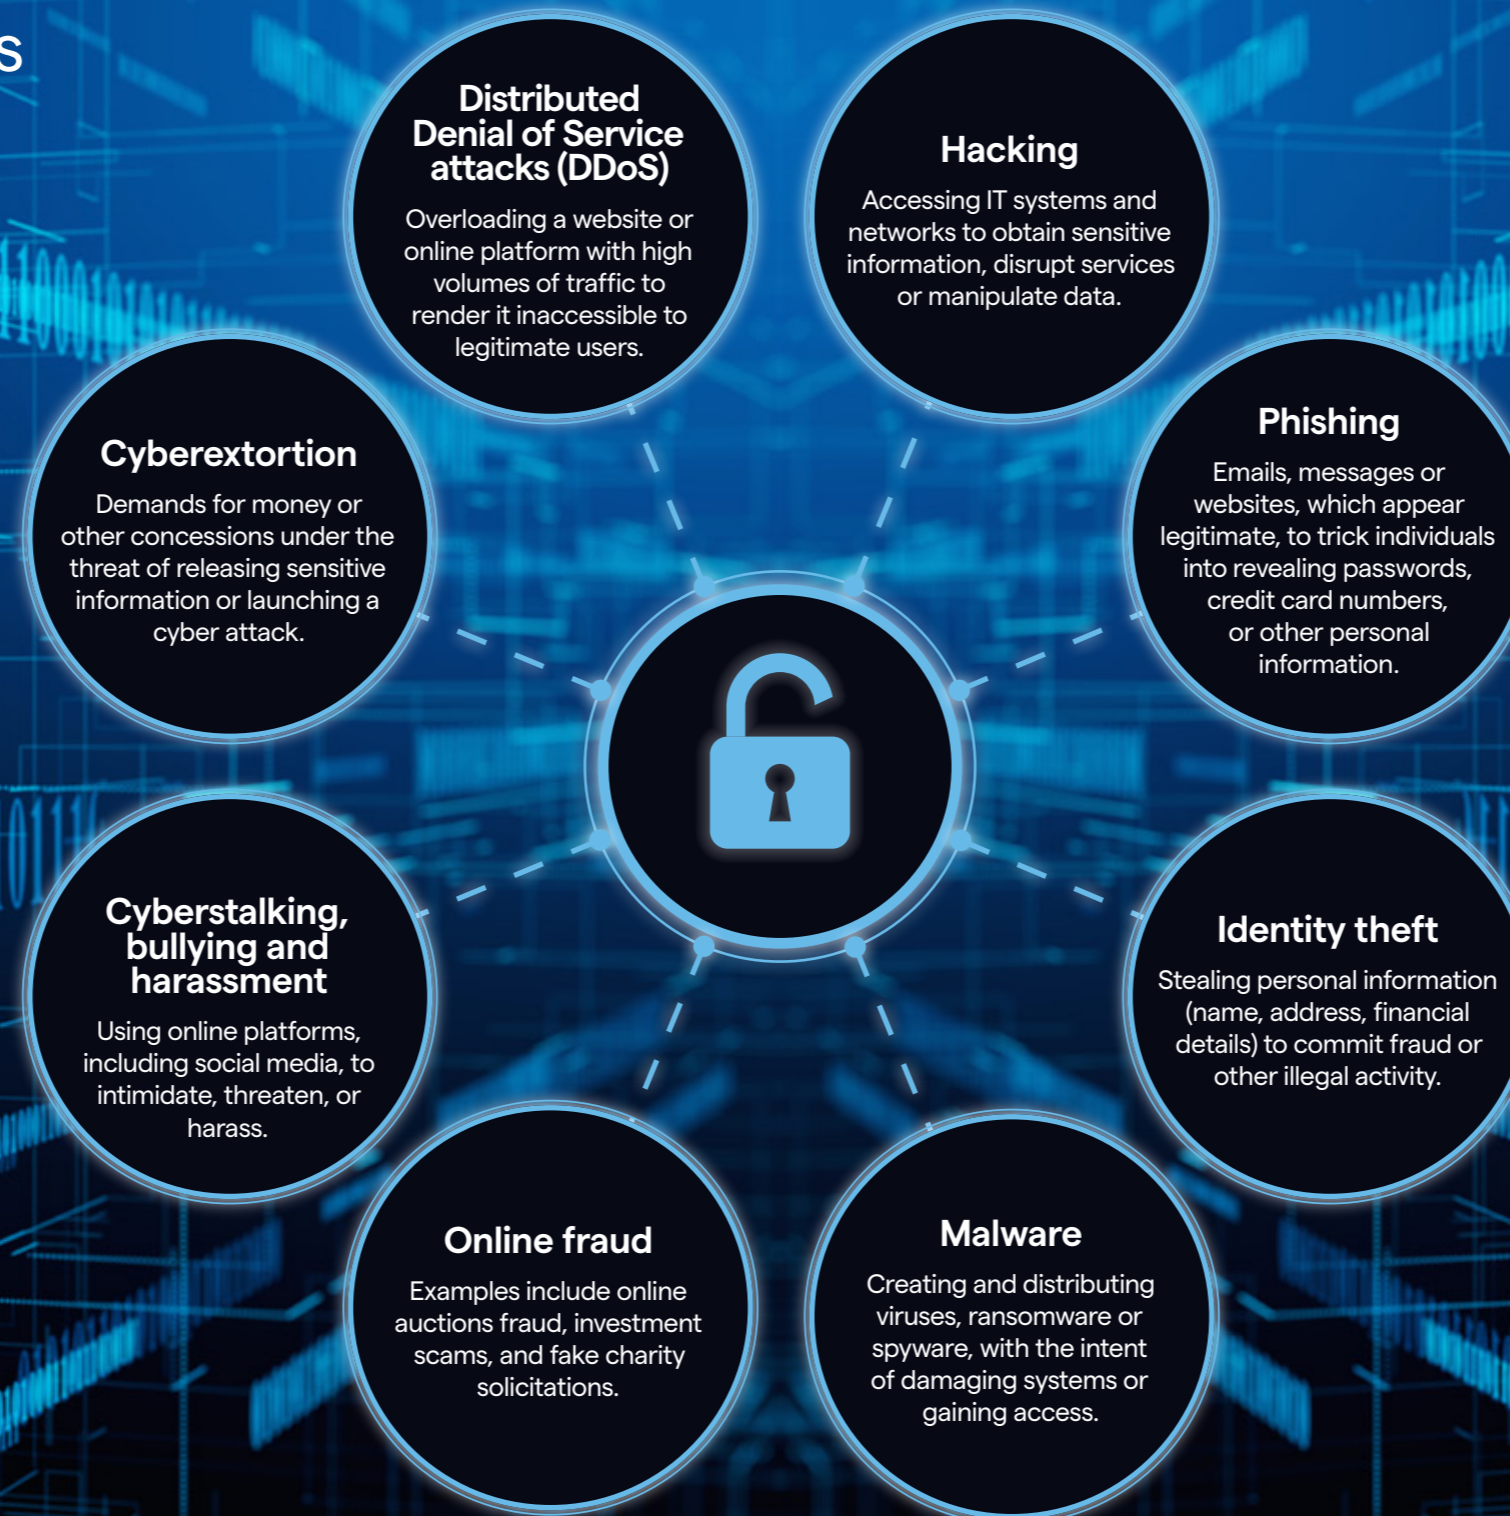 s
Distributed
Denial of Service
attacks (DDoS)
Overloading a website or
online platform with high
volumes of traffic to
render it inaccessible to
legitimate users.
Hacking
Accessing IT systems and
networks to obtain sensitive
information, disrupt services
or manipulate data.
Phishing
Emails, messages or
websites, which appear
legitimate, to trick individuals
into revealing passwords,
credit card numbers,
or other personal
information.
Identity theft
Stealing personal information
(name, address, financial
details) to commit fraud or
other illegal activity.
Malware
Creating and distributing
viruses, ransomware or
spyware, with the intent
of damaging systems or
gaining access.
Online fraud
Examples include online
auctions fraud, investment
scams, and fake charity
solicitations.
Cyberstalking,
bullying and
harassment
Using online platforms,
including social media, to
intimidate, threaten, or
harass.
Cyberextortion
Demands for money or
other concessions under the
threat of releasing sensitive
information or launching a
cyber attack.